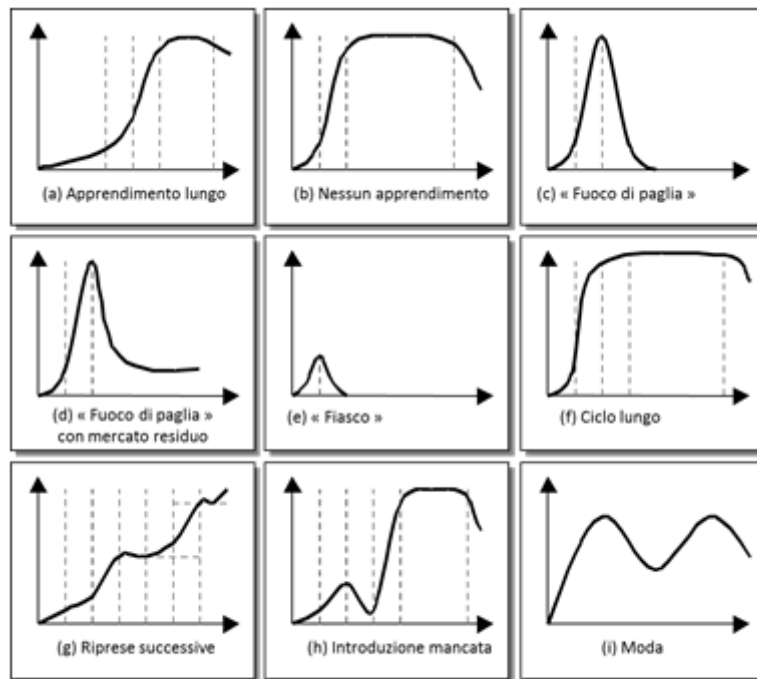 (a) Apprendimento lungo
(b) Nessun apprendimento
(c) « Fuoco di paglia »
(d) « Fuoco di paglia »
con mercato residuo
(e) « Fiasco »
(f) Ciclo lungo
(g) Riprese successive
(h) Introduzione mancata
(i) Moda